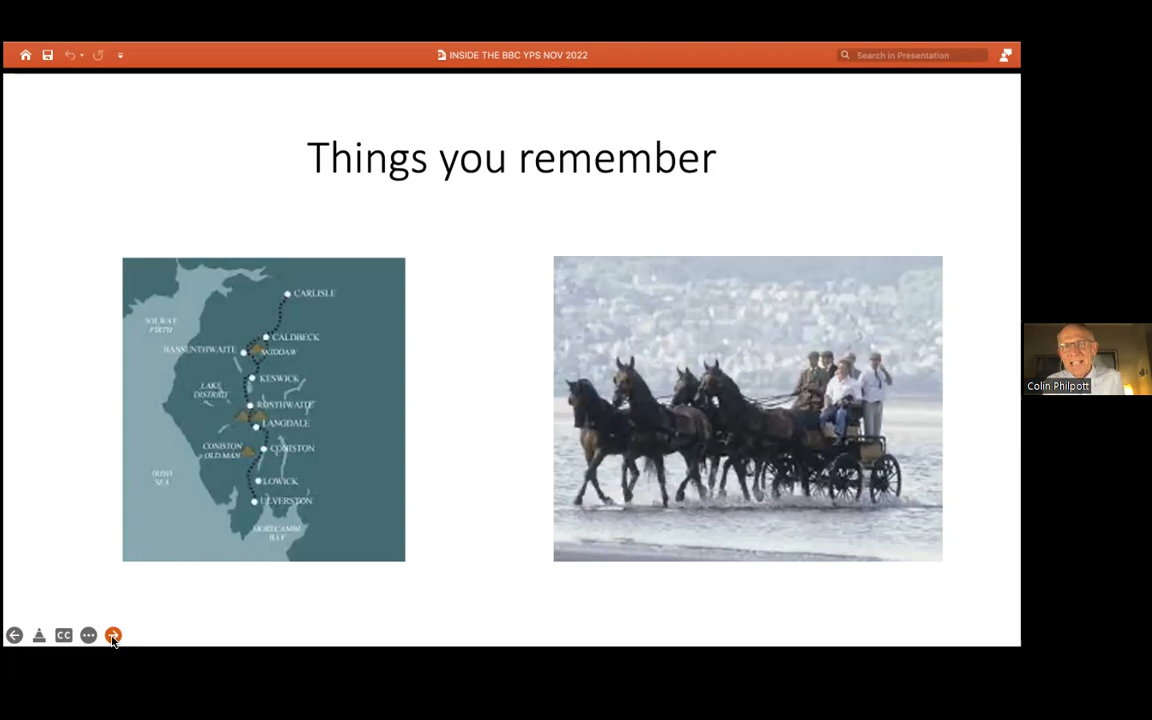 INSIDE THE BBC YPS NOV 2022
Search in Presentation
Things you remember
CARLISLE
SOLWAY
FIRTH
CALDBECK
BASSENTHWAITE
SKIDDAW
KESWICK
LAKE
DISTRICT
ROSTHWAITE
LANGDALE
CONISTON
OLD MAN
CONISTON
IRISH
SEA
LOWICK
ULVERSTON
MORECAMBE
BAY
Colin Philpott
CC